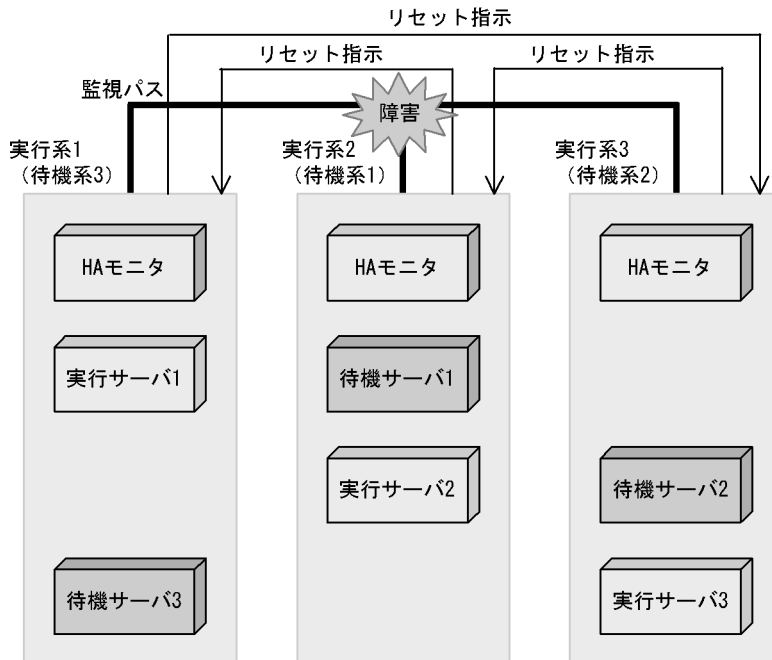 リセット指示
リセット指示
リセット指示
監視パス
障害
実行系1
（待機系3）
実行系2
（待機系1）
実行系3
（待機系2）
HAモニタ
HAモニタ
HAモニタ
実行サーバ1
待機サーバ1
実行サーバ2
待機サーバ2
待機サーバ3
実行サーバ3